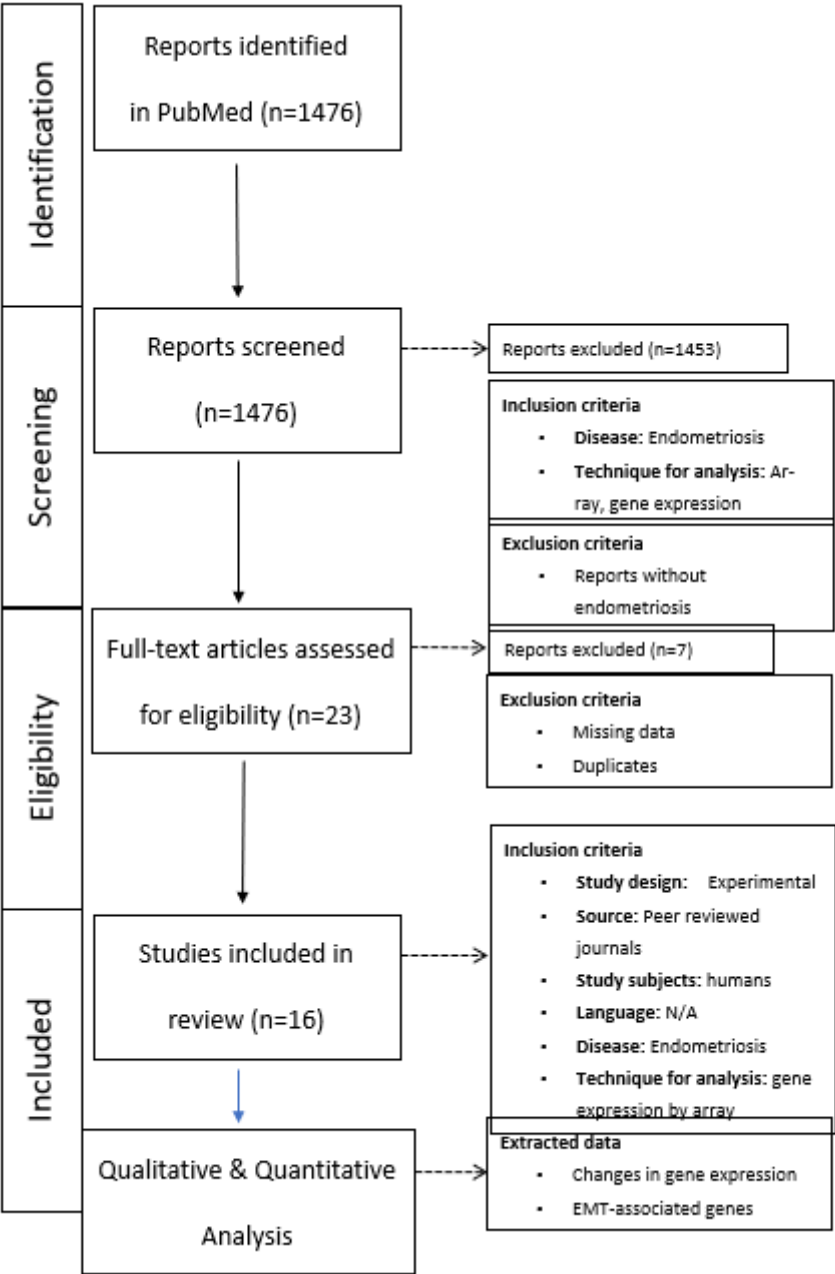 Identification
Reports identified
in PubMed (n=1476)
Screening
Reports screened
(n=1476)
Reports excluded (n=1453)
Inclusion criteria
▪ Disease: Endometriosis
▪ Technique for analysis: Ar-
ray, gene expression
Exclusion criteria
▪ Reports without
endometriosis
Eligibility
Full-text articles assessed
for eligibility (n=23)
Reports excluded (n=7)
Exclusion criteria
▪ Missing data
▪ Duplicates
Included
Studies included in
review (n=16)
Inclusion criteria
▪ Study design: Experimental
▪ Source: Peer reviewed
journals
▪ Study subjects: humans
▪ Language: N/A
▪ Disease: Endometriosis
▪ Technique for analysis: gene
expression by array
Qualitative & Quantitative
Analysis
Extracted data
▪ Changes in gene expression
▪ EMT-associated genes